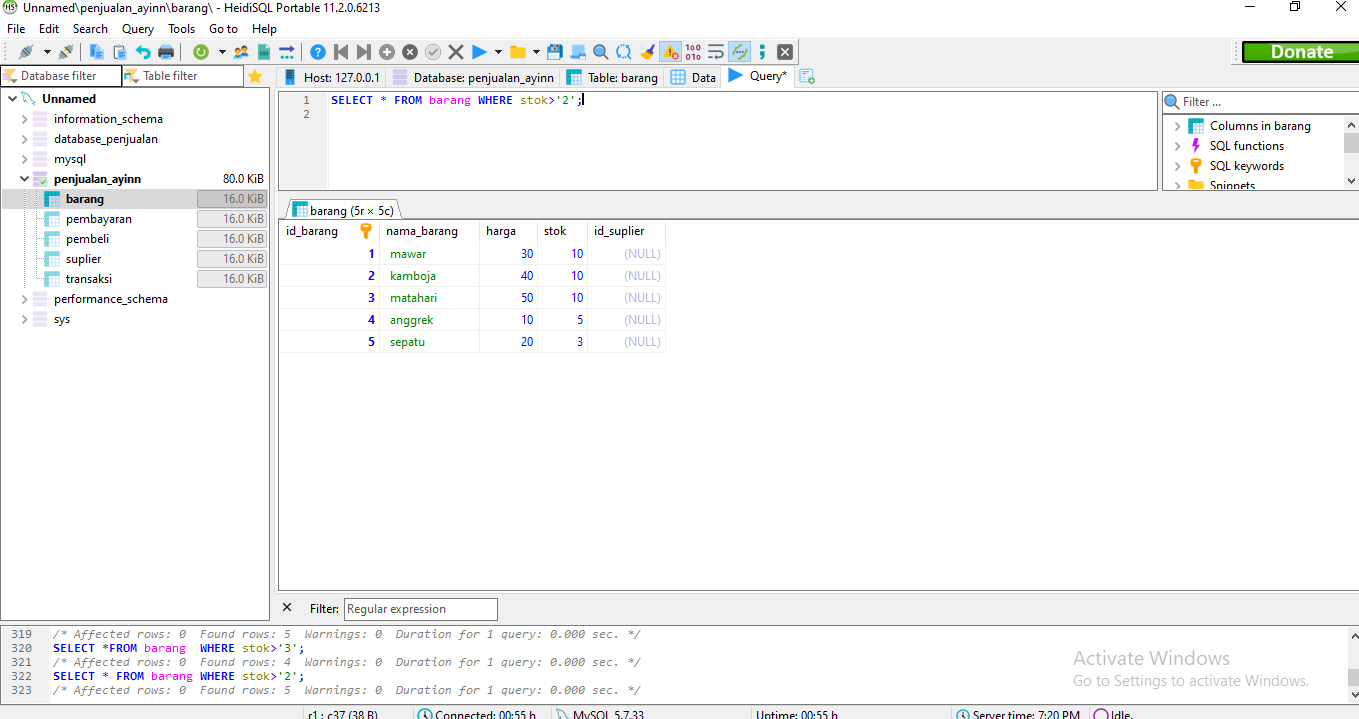 Unnamed\penjualan_ayinn\barang\ - HeidiSQL Portable 11.2.0.6213
File Edit Search Query Tools Go to Help
Donate
Database filter Table filter Host: 127.0.0.1 Database: penjualan_ayinn Table: barang Data Query*
Unnamed
information_schema
database_penjualan
mysql
penjualan_ayinn 80.0 KiB
barang 16.0 KiB
pembayaran 16.0 KiB
pembeli 16.0 KiB
suplier 16.0 KiB
transaksi 16.0 KiB
performance_schema
sys
1 SELECT * FROM barang WHERE stok>'2';
2
Filter ...
Columns in barang
SQL functions
SQL keywords
Snippets
barang (5r × 5c)
id_barang nama_barang harga stok id_suplier
1 mawar 30 10 (NULL)
2 kamboja 40 10 (NULL)
3 matahari 50 10 (NULL)
4 anggrek 10 5 (NULL)
5 sepatu 20 3 (NULL)
Filter: Regular expression
319 /* Affected rows: 0 Found rows: 5 Warnings: 0 Duration for 1 query: 0.000 sec. */
320 SELECT *FROM barang  WHERE stok>'3';
321 /* Affected rows: 0 Found rows: 4 Warnings: 0 Duration for 1 query: 0.000 sec. */
322 SELECT * FROM barang WHERE stok>'2';
323 /* Affected rows: 0 Found rows: 5 Warnings: 0 Duration for 1 query: 0.000 sec. */
Activate Windows
Go to Settings to activate Windows.
r1 : c37 (38 B) Connected: 00:55 h MySQL 5.7.33 Uptime: 00:55 h Server time: 7:20 PM Idle.